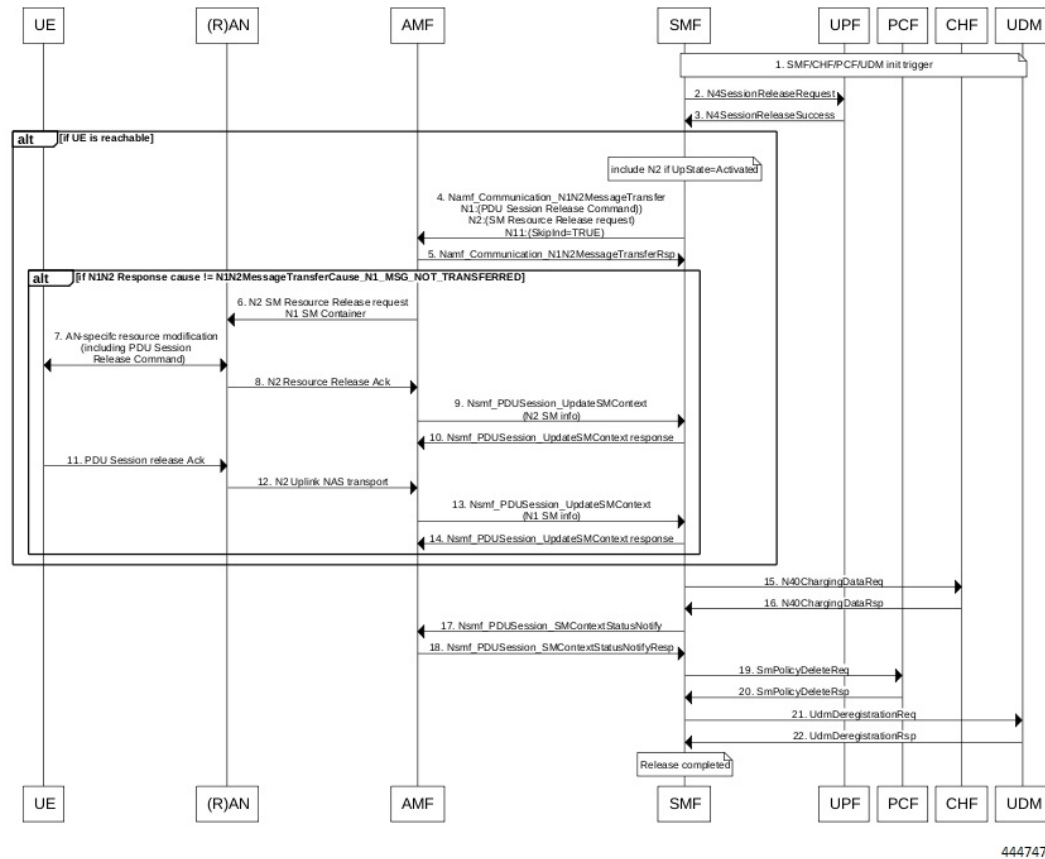 UE (R)AN AMF SMF UPF PCF CHF UDM
1. SMF/CHF/PCF/UDM init trigger
2. N4SessionReleaseRequest
3. N4SessionReleaseSuccess
alt [if UE is reachable]
include N2 if UpState=Activated
4. Namf_Communication_N1N2MessageTransfer
N1:(PDU Session Release Command))
N2:(SM Resource Release request)
N11:(SkipInd=TRUE)
5. Namf_Communication_N1N2MessageTransferRsp
alt [if N1N2 Response cause != N1N2MessageTransferCause_N1_MSG_NOT_TRANSFERRED]
6. N2 SM Resource Release request
N1 SM Container
7. AN-specifc resource modification
(including PDU Session
Release Command)
8. N2 Resource Release Ack
9. Nsmf_PDUSession_UpdateSMContext
(N2 SM info)
10. Nsmf_PDUSession_UpdateSMContext response
11. PDU Session release Ack
12. N2 Uplink NAS transport
13. Nsmf_PDUSession_UpdateSMContext
(N1 SM info)
14. Nsmf_PDUSession_UpdateSMContext response
15. N40ChargingDataReq
16. N40ChargingDataRsp
17. Nsmf_PDUSession_SMContextStatusNotify
18. Nsmf_PDUSession_SMContextStatusNotifyResp
19. SmPolicyDeleteReq
20. SmPolicyDeleteRsp
21. UdmDeregistrationReq
22. UdmDeregistrationRsp
Release completed
UE (R)AN AMF SMF UPF PCF CHF UDM
444747